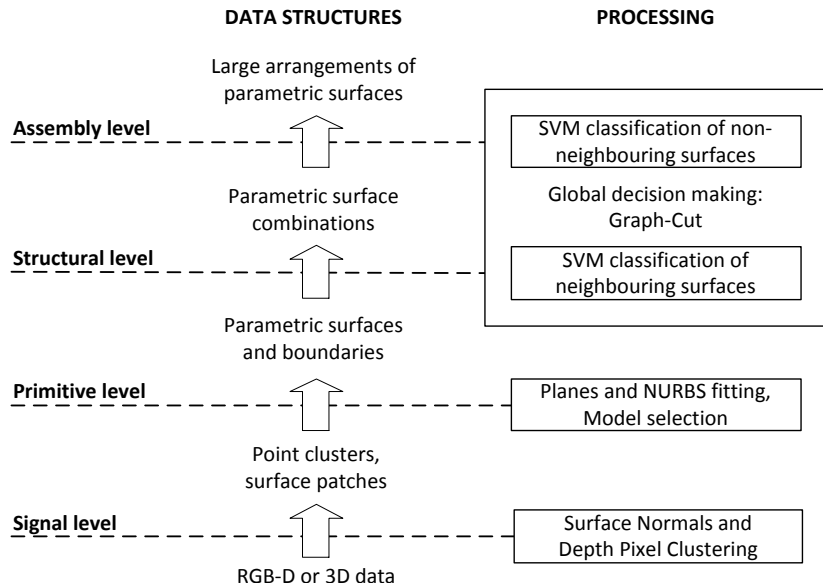 DATA STRUCTURES
PROCESSING
Large arrangements of
parametric surfaces
Assembly level
SVM classification of non-
neighbouring surfaces
Parametric surface
combinations
Global decision making:
Graph-Cut
Structural level
SVM classification of
neighbouring surfaces
Parametric surfaces
and boundaries
Primitive level
Planes and NURBS fitting,
Model selection
Point clusters,
surface patches
Signal level
Surface Normals and
Depth Pixel Clustering
RGB-D or 3D data